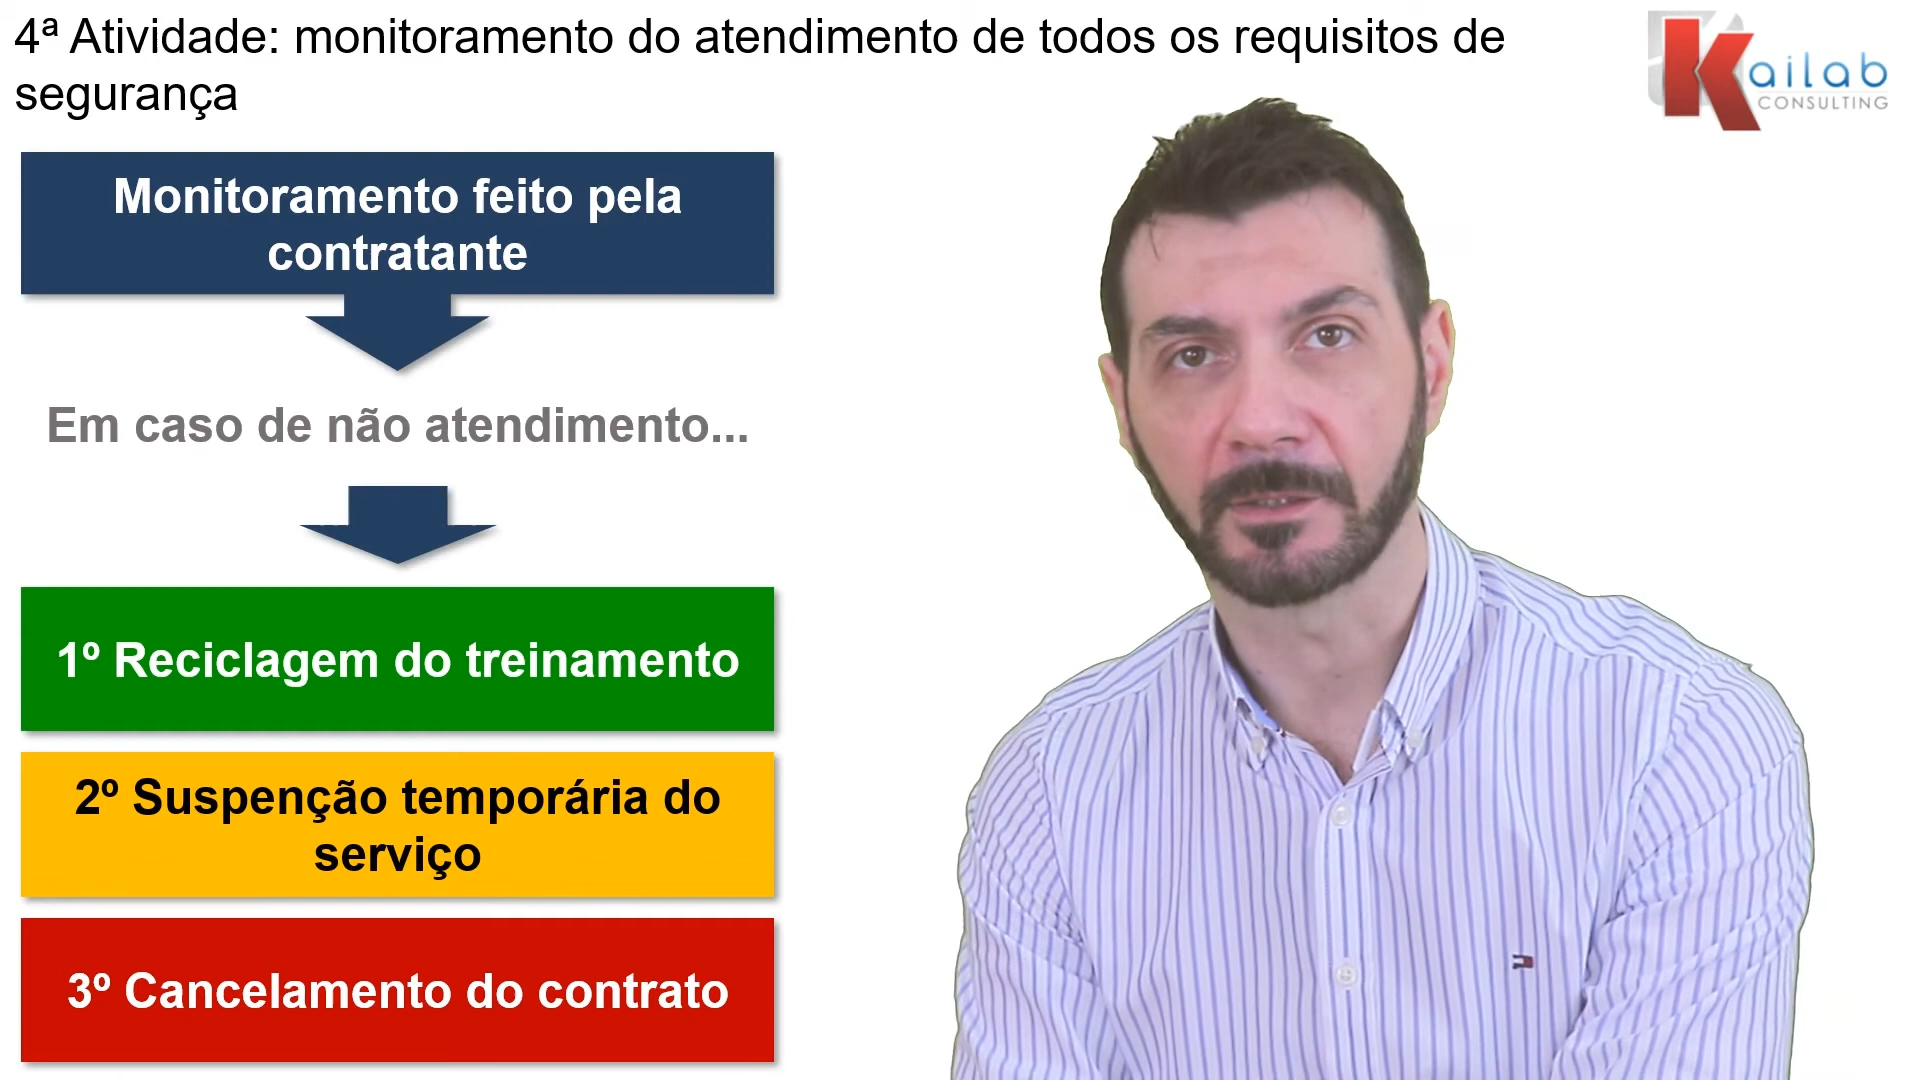 4ª Atividade: monitoramento do atendimento de todos os requisitos de
segurança
Kailab
CONSULTING
Monitoramento feito pela
contratante
Em caso de não atendimento...
1º Reciclagem do treinamento
2º Suspenção temporária do
serviço
3º Cancelamento do contrato